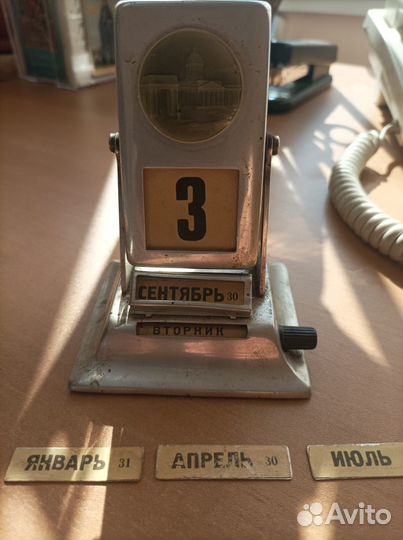 3
СЕНТЯБРЬ 30
ВТОРНИК
ЯНВАРЬ 31
АПРЕЛЬ 30
ИЮЛЬ
Avito